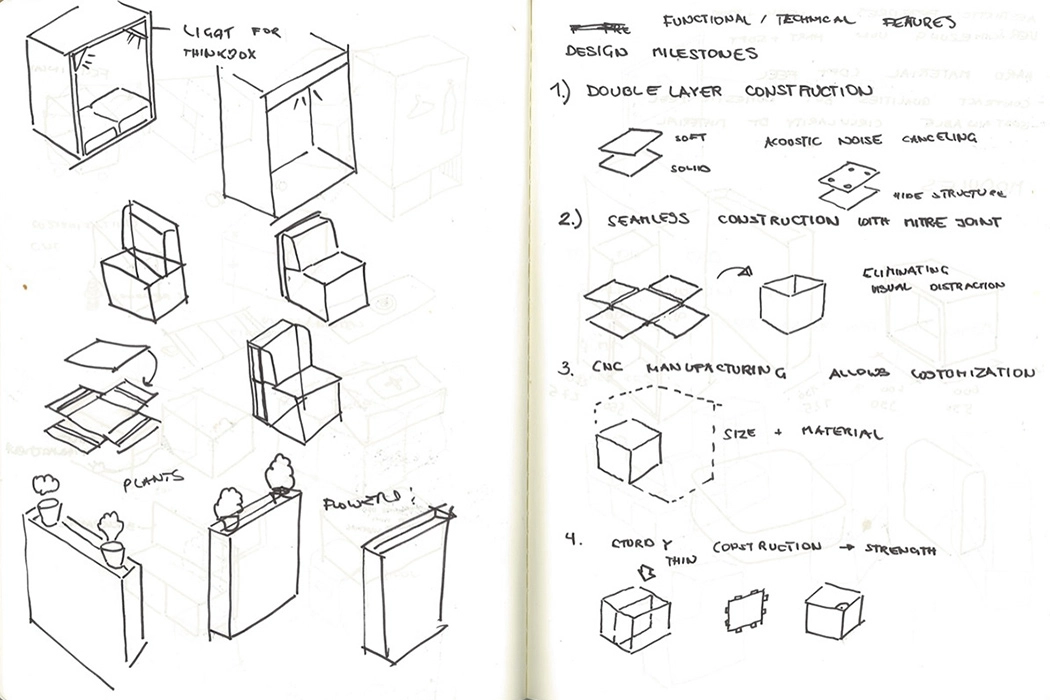 LIGHT FOR
THINKBOX
PLANTS
FUNCTIONAL / TECHNICAL FEATURES
DESIGN MILESTONES
1.) DOUBLE LAYER CONSTRUCTION
SOFT
SOLID
ACOOSTIC NOISE CANCELING
HIDE STRUCTURE
2.) SEAMLESS CONSTRUCTION WITH MITRE JOINT
ELIMINATING
VISUAL DISTRACTION
3. CNC MANUFACTURING ALLOWS COSTOMIZATION
SIZE + MATERIAL
4. STURDY CONSTRUCTION → STRENGTH
THIN